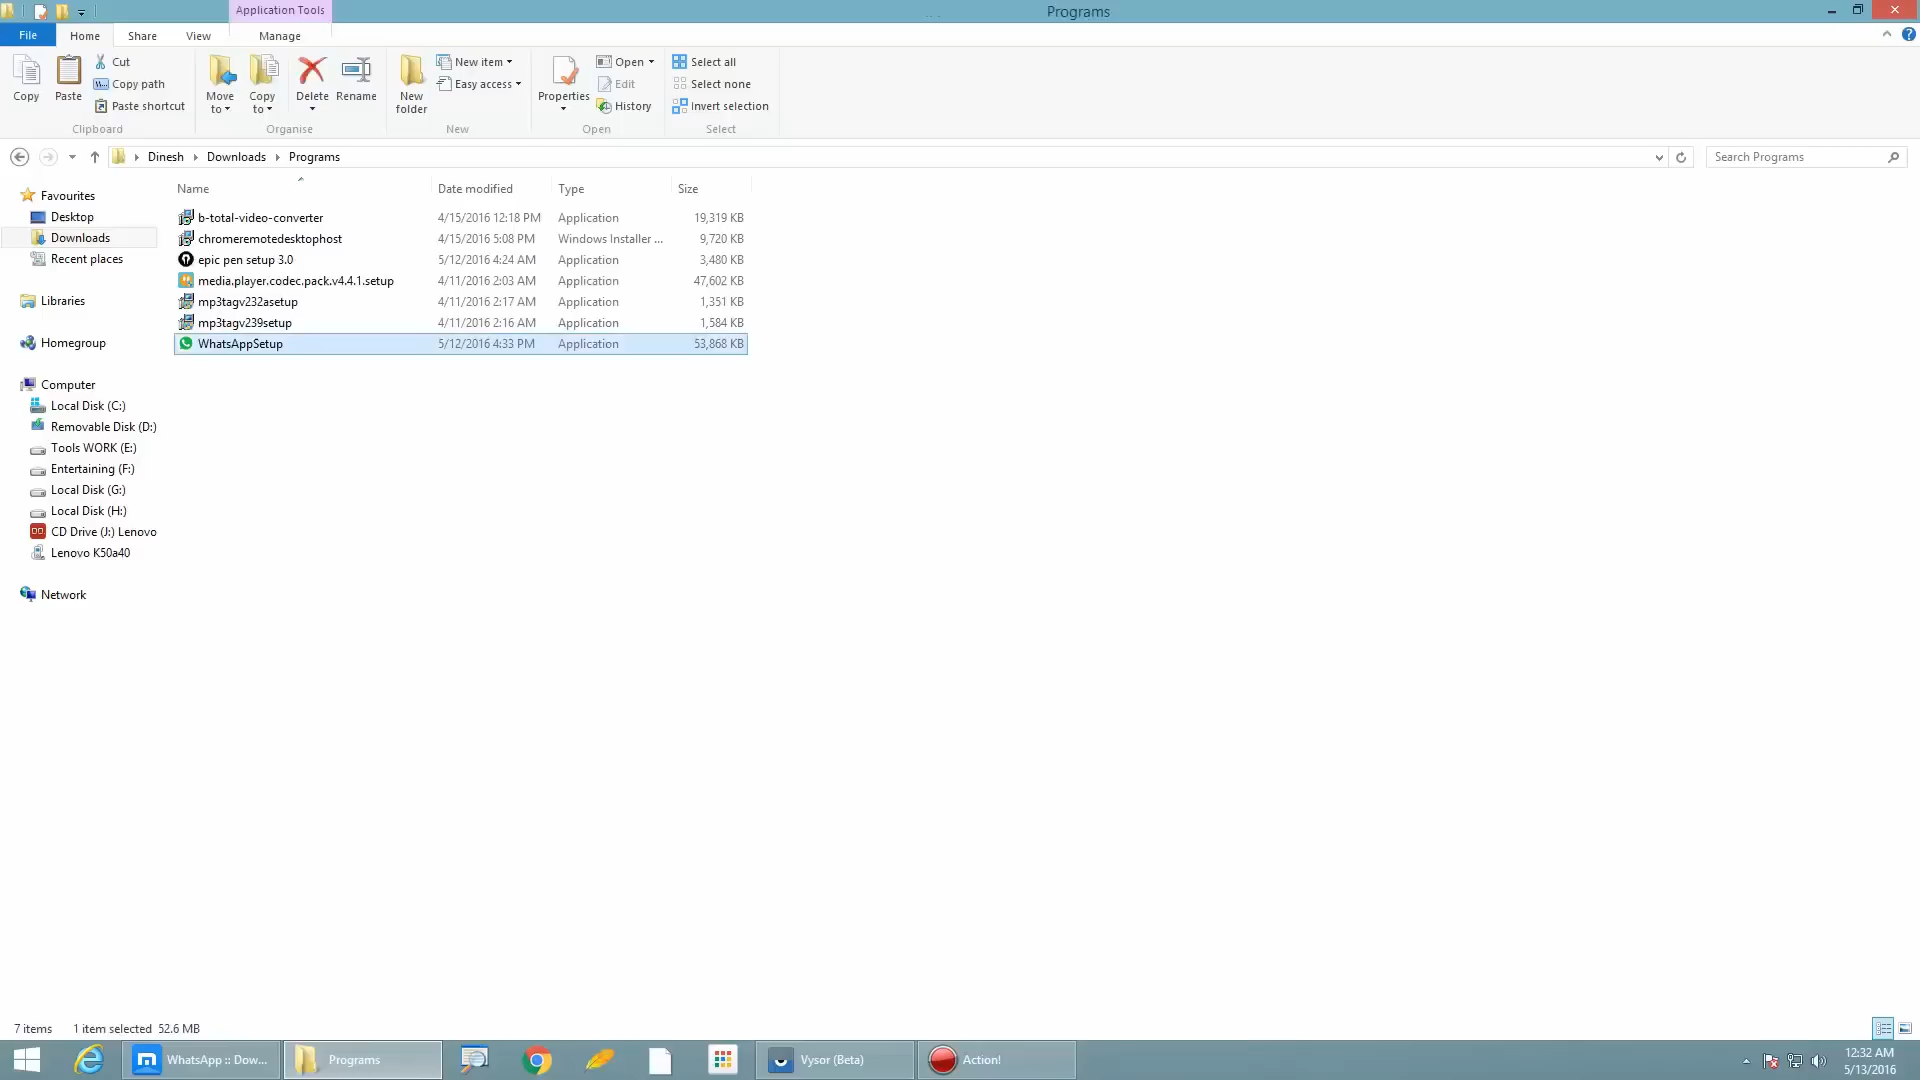 Application Tools
Programs
File Home Share View Manage
Copy
Paste
Cut
Copy path
Paste shortcut
Clipboard
Move to
Copy to
Delete
Rename
Organise
New folder
New item
Easy access
New
Properties
Open
Edit
History
Open
Select all
Select none
Invert selection
Select
Dinesh Downloads Programs
Search Programs
Name Date modified Type Size
b-total-video-converter 4/15/2016 12:18 PM Application 19,319 KB
chromeremotedesktophost 4/15/2016 5:08 PM Windows Installer ... 9,720 KB
epic pen setup 3.0 5/12/2016 4:24 AM Application 3,480 KB
media.player.codec.pack.v4.4.1.setup 4/11/2016 2:03 AM Application 47,602 KB
mp3tagv232asetup 4/11/2016 2:17 AM Application 1,351 KB
mp3tagv239setup 4/11/2016 2:16 AM Application 1,584 KB
WhatsAppSetup 5/12/2016 4:33 PM Application 53,868 KB
Favourites
Desktop
Downloads
Recent places
Libraries
Homegroup
Computer
Local Disk (C:)
Removable Disk (D:)
Tools WORK (E:)
Entertaining (F:)
Local Disk (G:)
Local Disk (H:)
CD Drive (J:) Lenovo
Lenovo K50a40
Network
7 items 1 item selected 52.6 MB
WhatsApp :: Dow... Programs Vysor (Beta) Action!
12:32 AM
5/13/2016